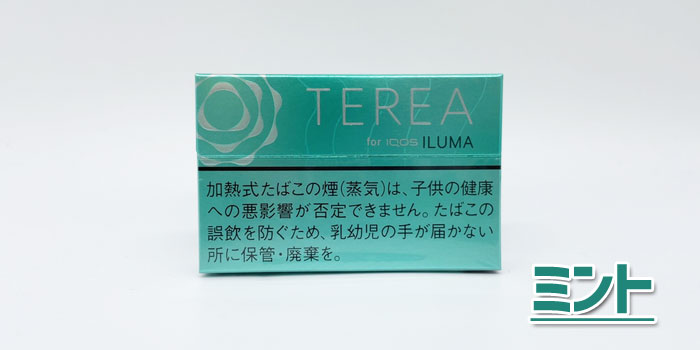 TEREA
for IQOS ILUMA
加熱式たばこの煙(蒸気)は、子供の健康
への悪影響が否定できません。たばこの
誤飲を防ぐため、乳幼児の手が届かない
所に保管・廃棄を。
ミント